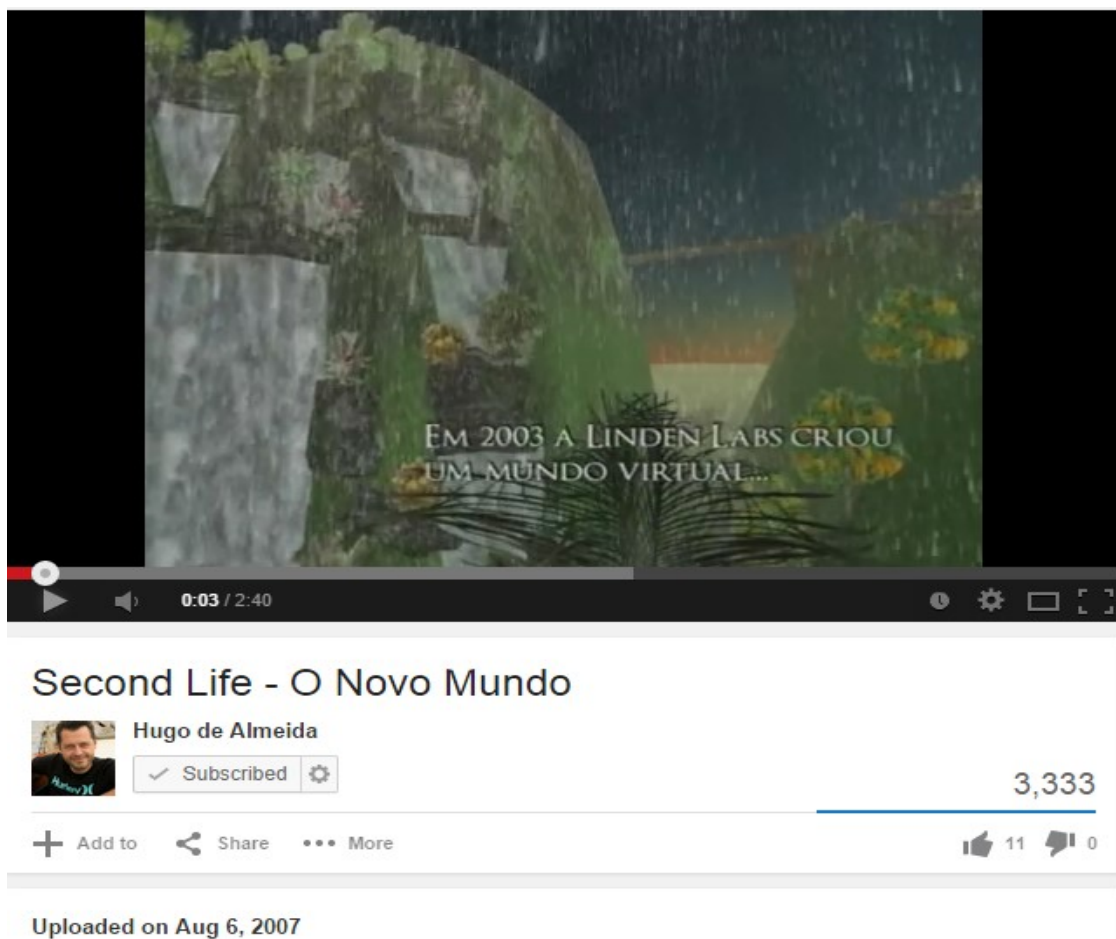 EM 2003 A LINDEN LABS CRIOU
UM MUNDO VIRTUAL...
0:03 / 2:40
Second Life - O Novo Mundo
Hugo de Almeida
Subscribed
3,333
Add to Share More
11 0
Uploaded on Aug 6, 2007